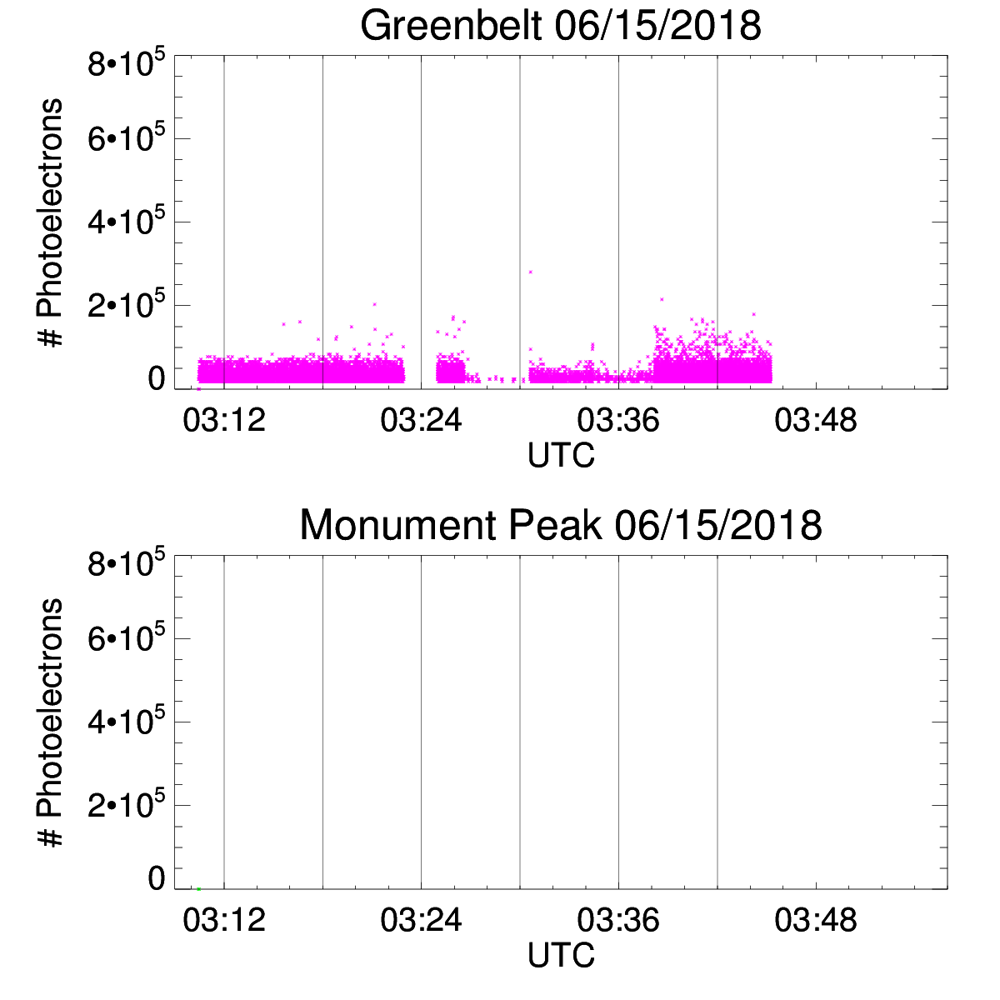 Greenbelt 06/15/2018
8•10⁵
6•10⁵
4•10⁵
2•10⁵
0
# Photoelectrons
03:12 03:24 03:36 03:48
UTC
Monument Peak 06/15/2018
8•10⁵
6•10⁵
4•10⁵
2•10⁵
0
# Photoelectrons
03:12 03:24 03:36 03:48
UTC